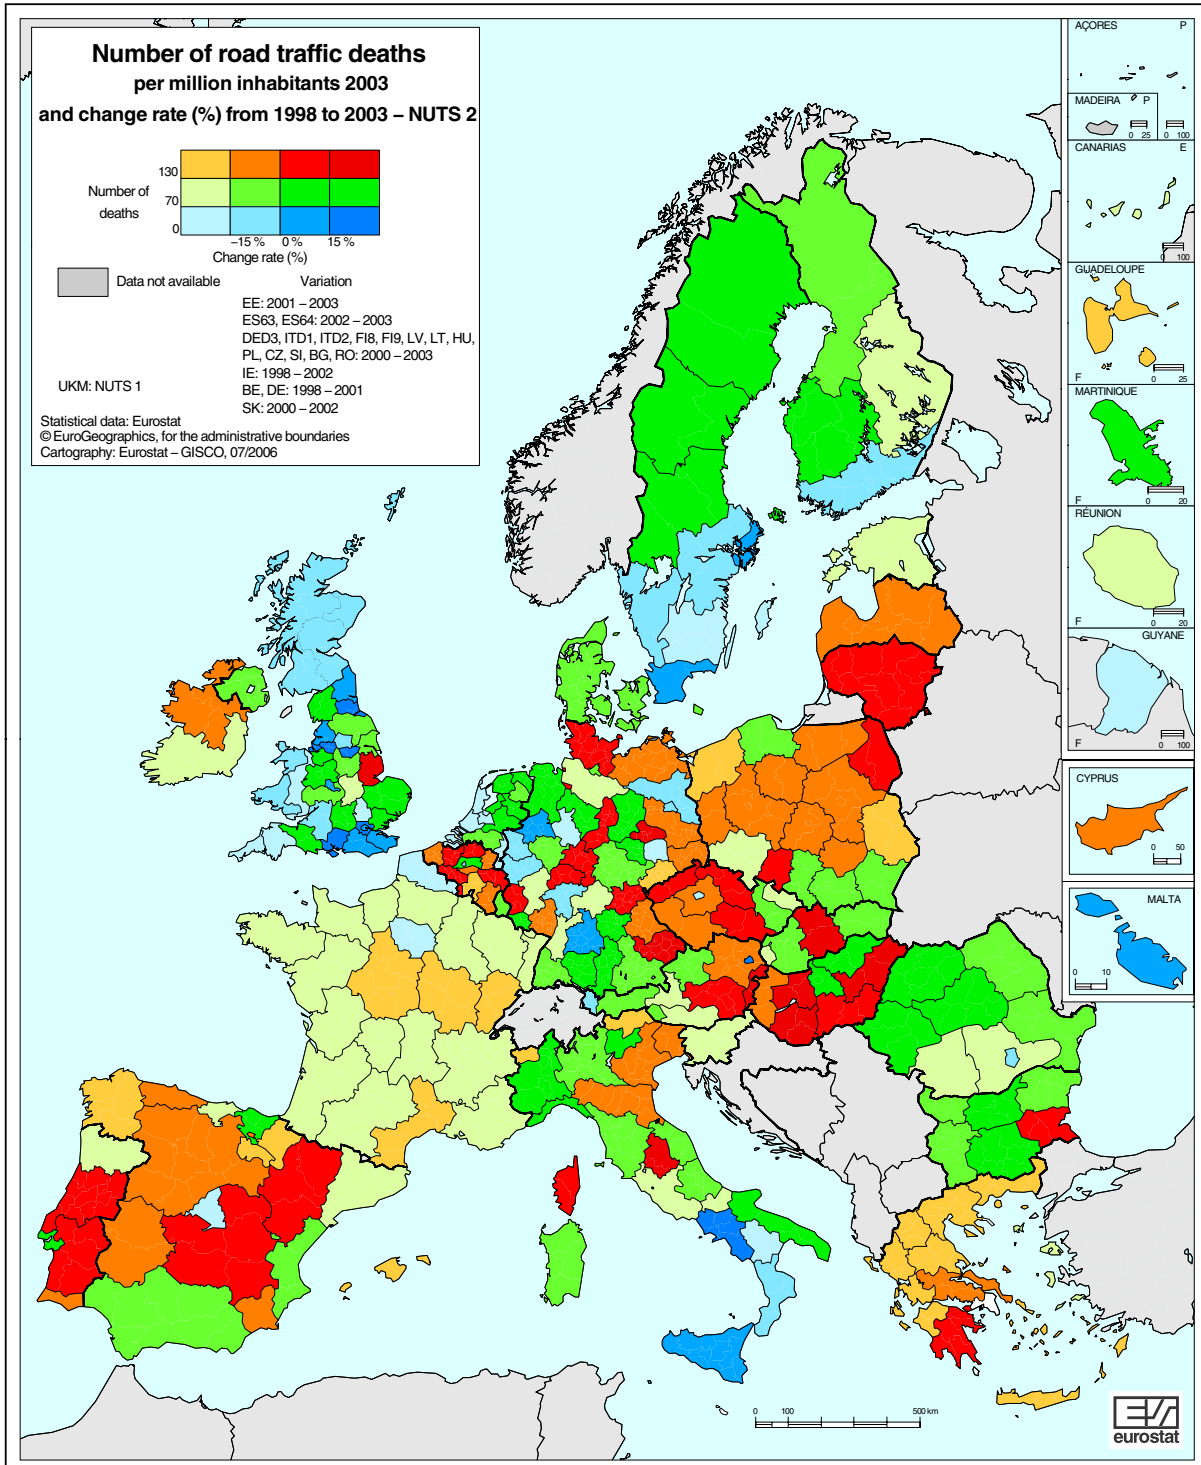 Number of road traffic deaths
per million inhabitants 2003
and change rate (%) from 1998 to 2003 – NUTS 2
130
Number of
70
deaths
0
–15 % 0 % 15 %
Change rate (%)
Data not available
Variation
EE: 2001 – 2003
ES63, ES64: 2002 – 2003
DED3, ITD1, ITD2, FI8, FI9, LV, LT, HU,
PL, CZ, SI, BG, RO: 2000 – 2003
IE: 1998 – 2002
UKM: NUTS 1
BE, DE: 1998 – 2001
SK: 2000 – 2002
Statistical data: Eurostat
© EuroGeographics, for the administrative boundaries
Cartography: Eurostat – GISCO, 07/2006
AÇORES P
MADEIRA P
0 25 0 100
CANARIAS E
0 100
GUADELOUPE
F 0 25
MARTINIQUE
F 0 20
RÉUNION
F 0 20
GUYANE
F 0 100
CYPRUS
0 50
MALTA
0 10
0 100 500 km
eurostat